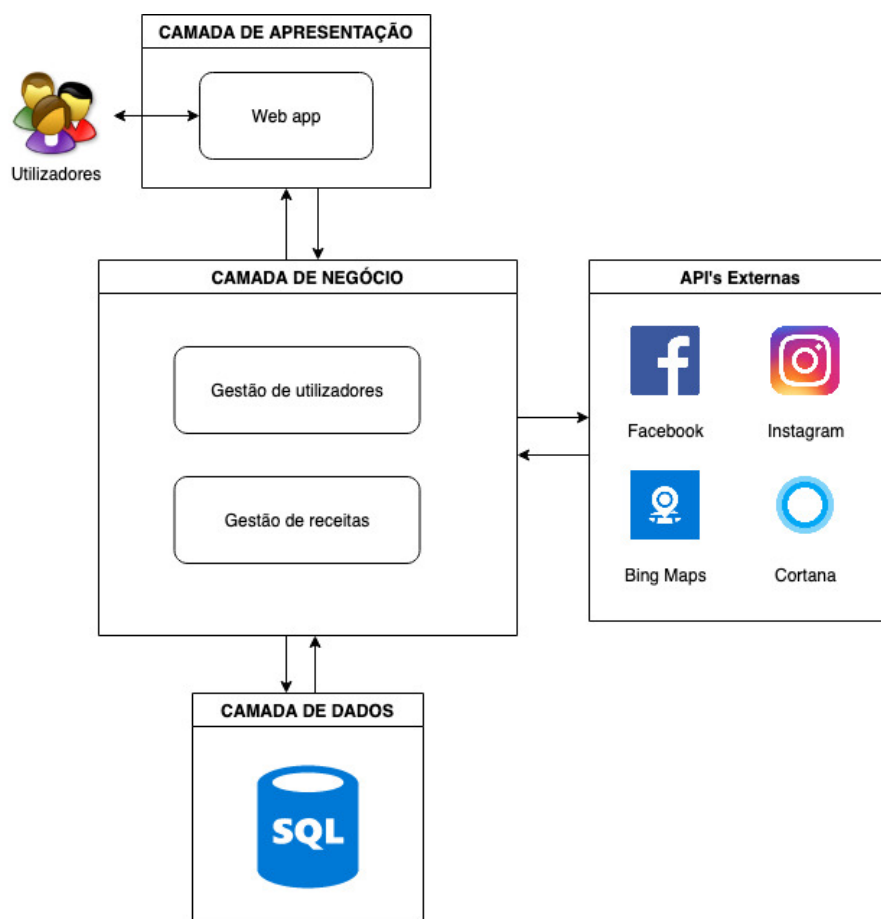 CAMADA DE APRESENTAÇÃO
Web app
Utilizadores
CAMADA DE NEGÓCIO
Gestão de utilizadores
Gestão de receitas
API's Externas
Facebook
Instagram
Bing Maps
Cortana
CAMADA DE DADOS
SQL